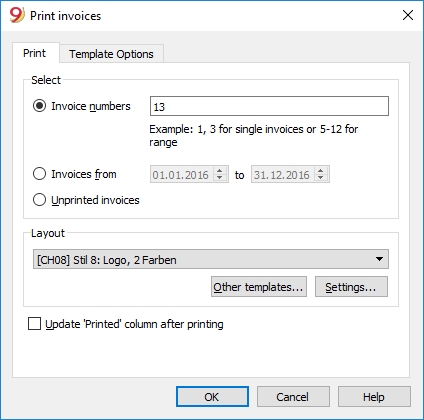 Print invoices
Print
Template Options
Select
Invoice numbers
13
Example: 1, 3 for single invoices or 5-12 for
range
Invoices from
01.01.2016
to
31.12.2016
Unprinted invoices
Layout
[CH08] Stil 8: Logo, 2 Farben
Other templates...
Settings...
Update 'Printed' column after printing
OK
Cancel
Help